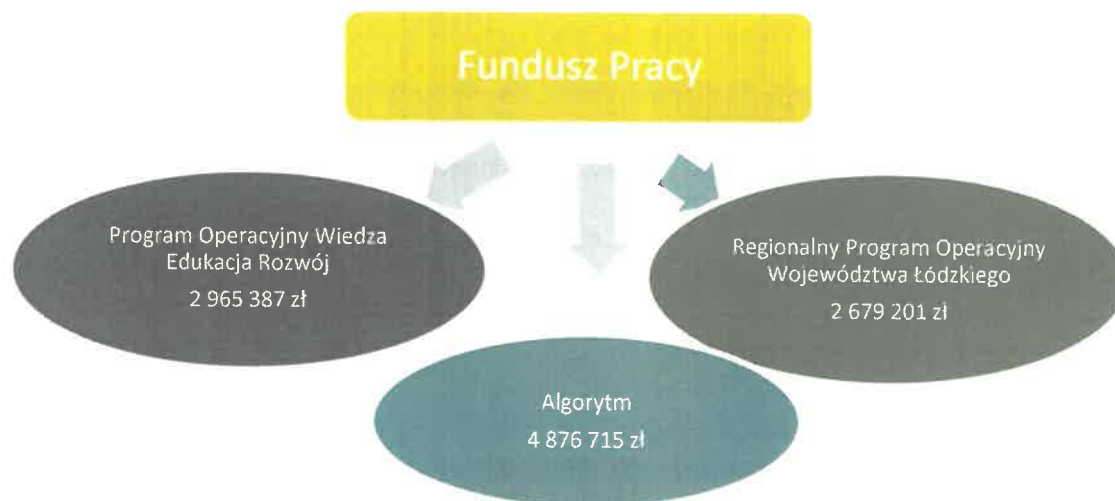 Fundusz Pracy
Program Operacyjny Wiedza
Edukacja Rozwój
2 965 387 zł
Regionalny Program Operacyjny
Województwa Łódzkiego
2 679 201 zł
Algorytm
4 876 715 zł